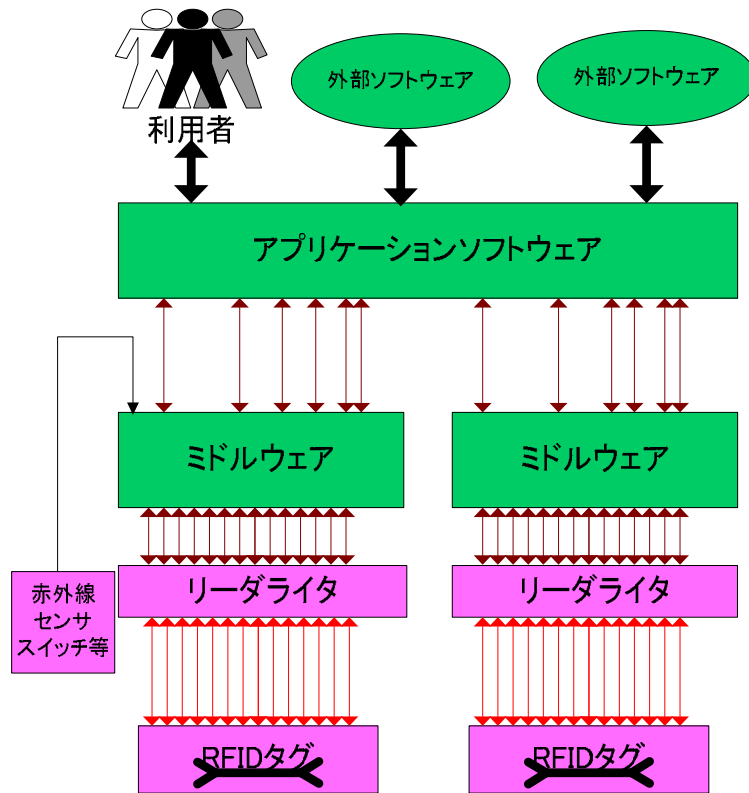 外部ソフトウェア
外部ソフトウェア
利用者
アプリケーションソフトウェア
ミドルウェア
ミドルウェア
赤外線
センサ
スイッチ等
リーダライタ
リーダライタ
RFIDタグ
RFIDタグ